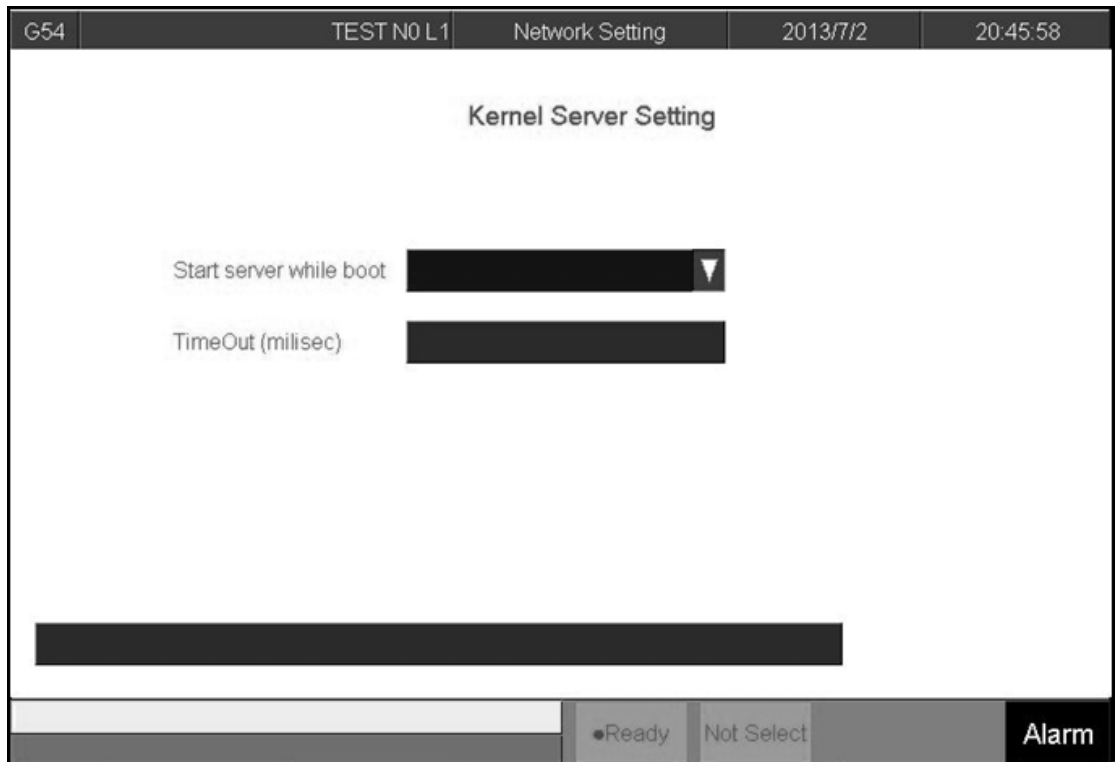 G54 TEST N0 L1 Network Setting 2013/7/2 20:45:58
Kernel Server Setting
Start server while boot
TimeOut (milisec)
●Ready Not Select Alarm